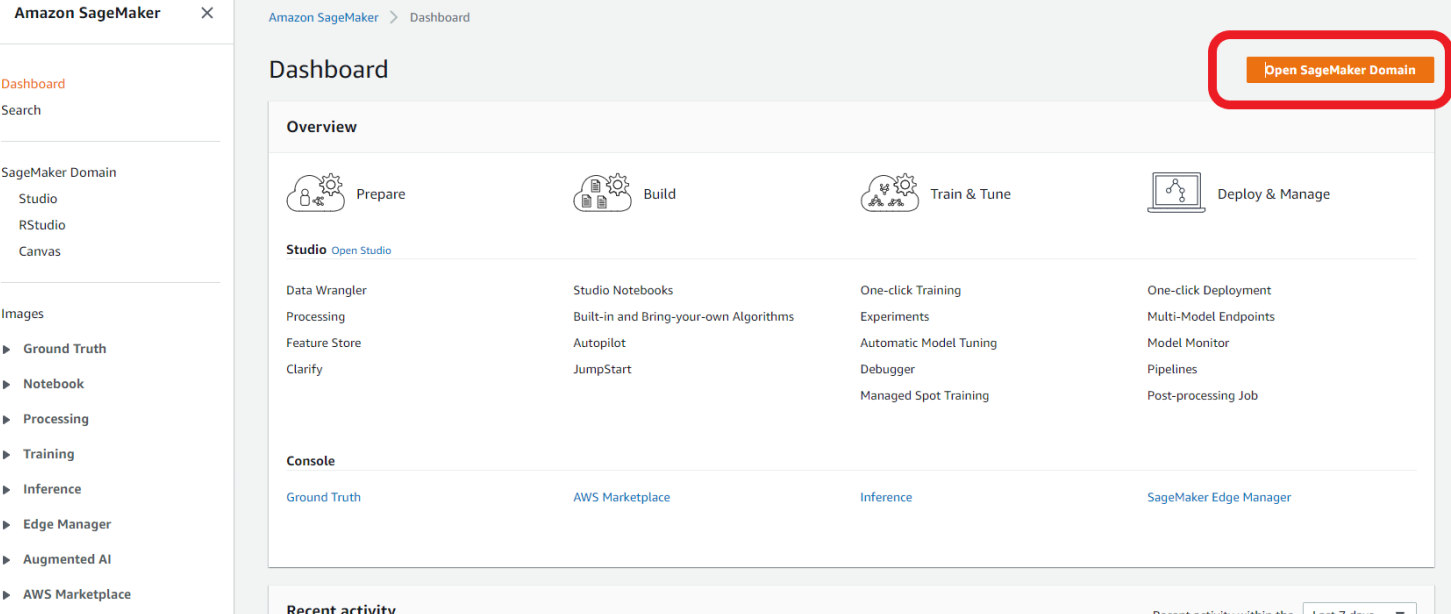 Amazon SageMaker
Dashboard
Search
SageMaker Domain
Studio
RStudio
Canvas
Images
Ground Truth
Notebook
Processing
Training
Inference
Edge Manager
Augmented AI
AWS Marketplace
Amazon SageMaker > Dashboard
Dashboard
Open SageMaker Domain
Overview
Prepare
Build
Train & Tune
Deploy & Manage
Studio Open Studio
Data Wrangler
Processing
Feature Store
Clarify
Studio Notebooks
Built-in and Bring-your-own Algorithms
Autopilot
JumpStart
One-click Training
Experiments
Automatic Model Tuning
Debugger
Managed Spot Training
One-click Deployment
Multi-Model Endpoints
Model Monitor
Pipelines
Post-processing Job
Console
Ground Truth
AWS Marketplace
Inference
SageMaker Edge Manager
Recent activity
Recent activity within the
Last 7 days